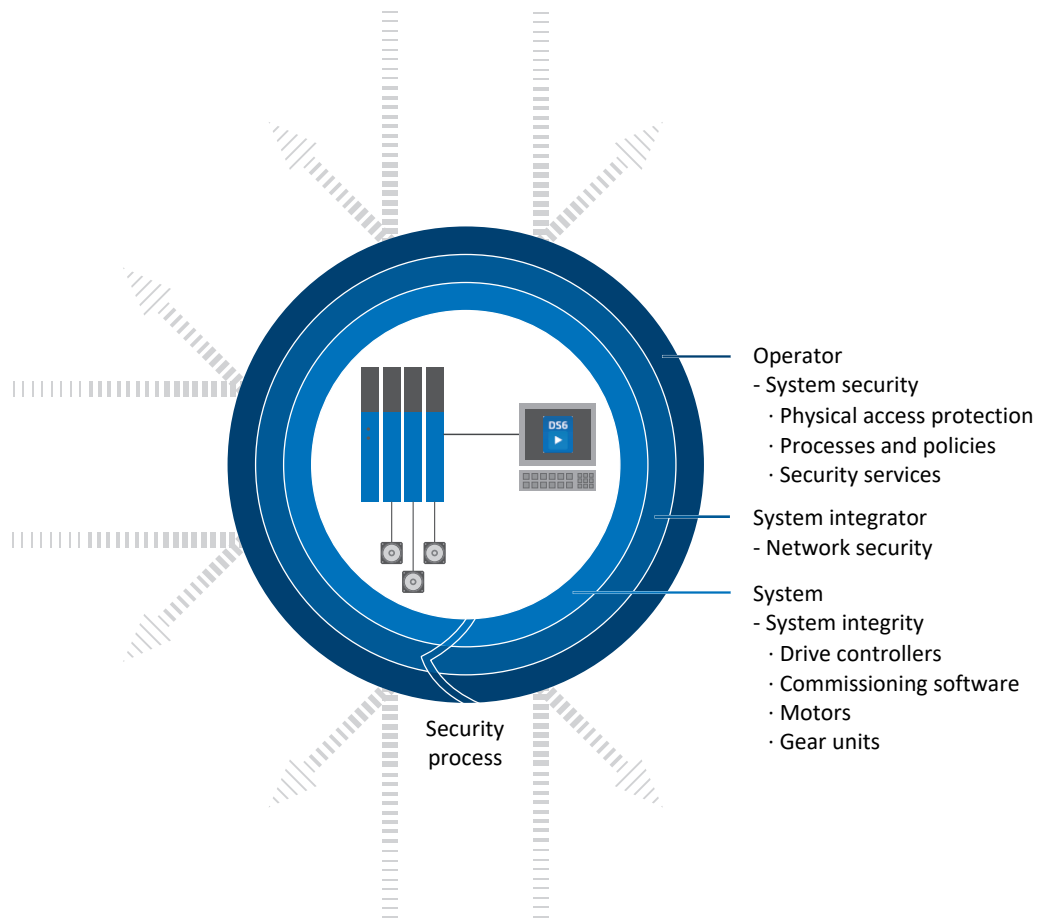 DS6
Operator
- System security
· Physical access protection
· Processes and policies
· Security services
System integrator
- Network security
System
- System integrity
· Drive controllers
· Commissioning software
· Motors
· Gear units
Security
process